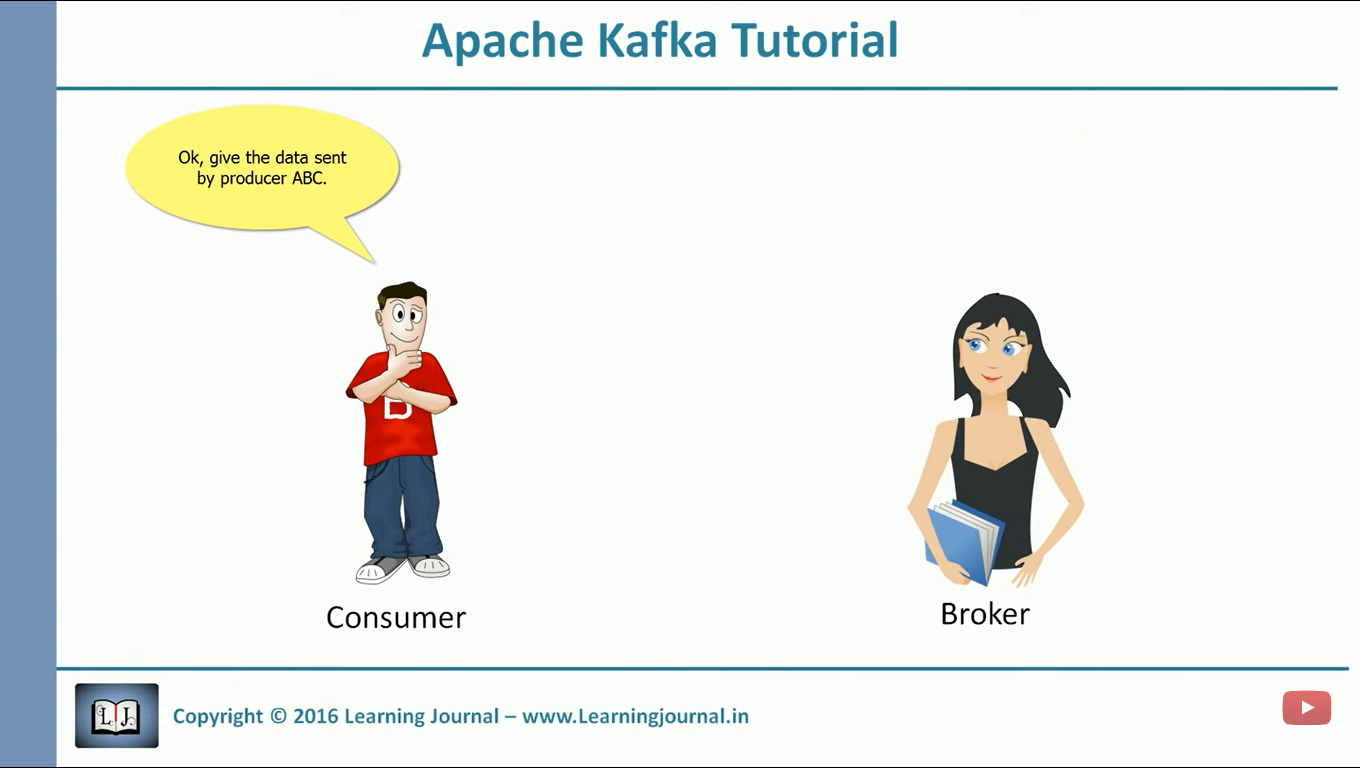 Apache Kafka Tutorial
Ok, give the data sent
by producer ABC.
B
Consumer
Broker
LJ
Copyright © 2016 Learning Journal – www.Learningjournal.in